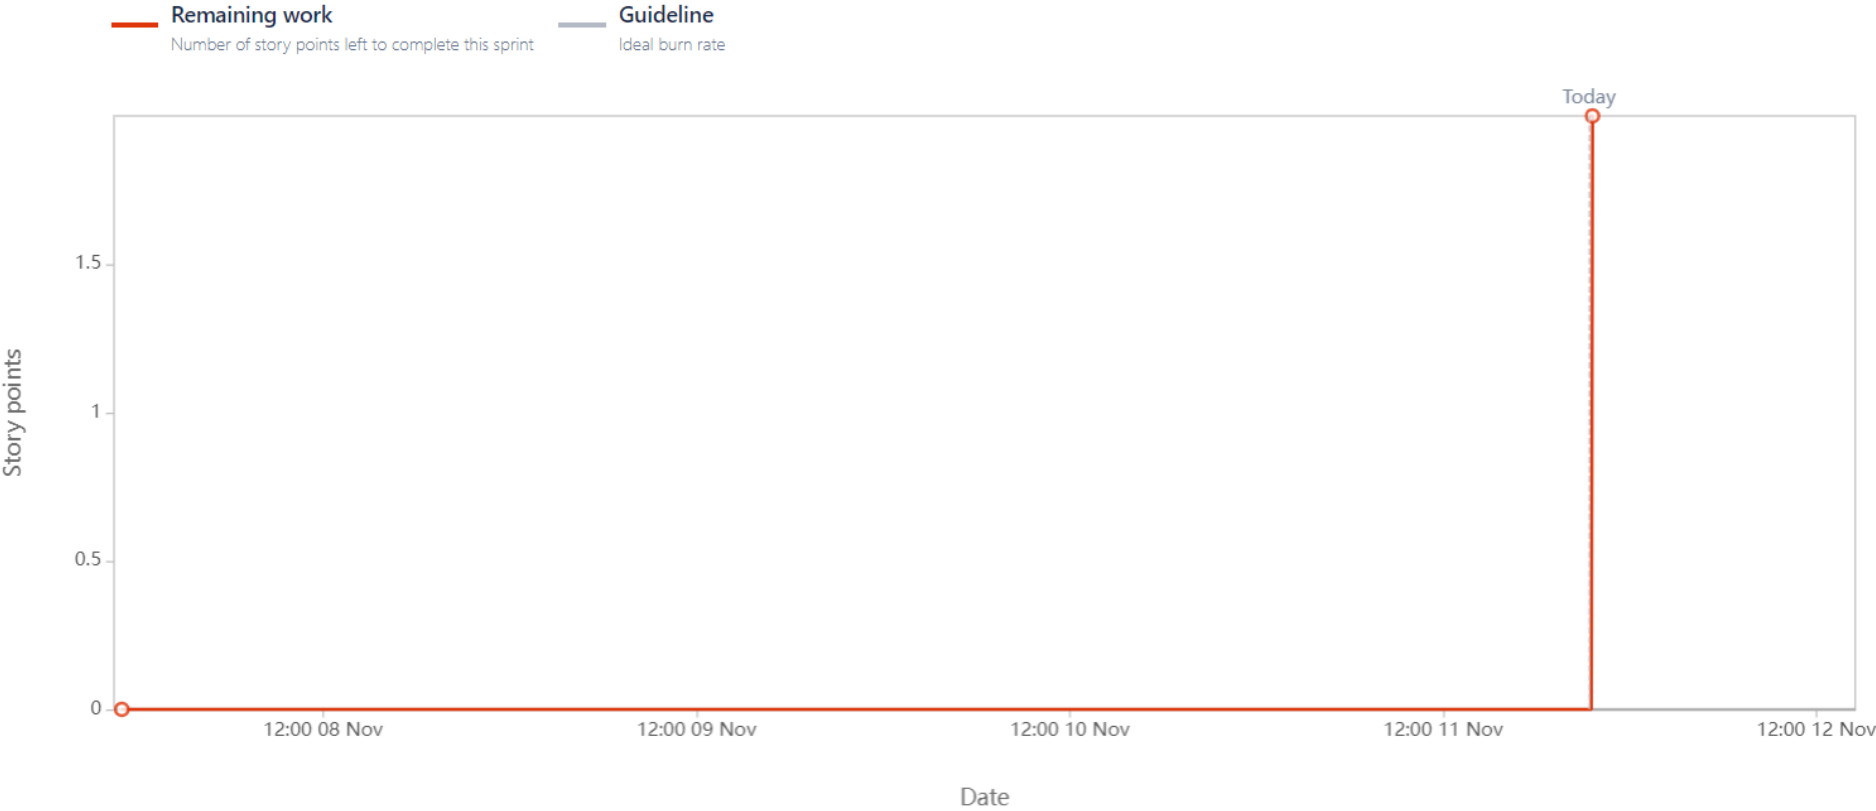 Remaining work
Number of story points left to complete this sprint
Guideline
Ideal burn rate
Today
1.5
1
0.5
0
Story points
12:00 08 Nov
12:00 09 Nov
12:00 10 Nov
12:00 11 Nov
12:00 12 Nov
Date